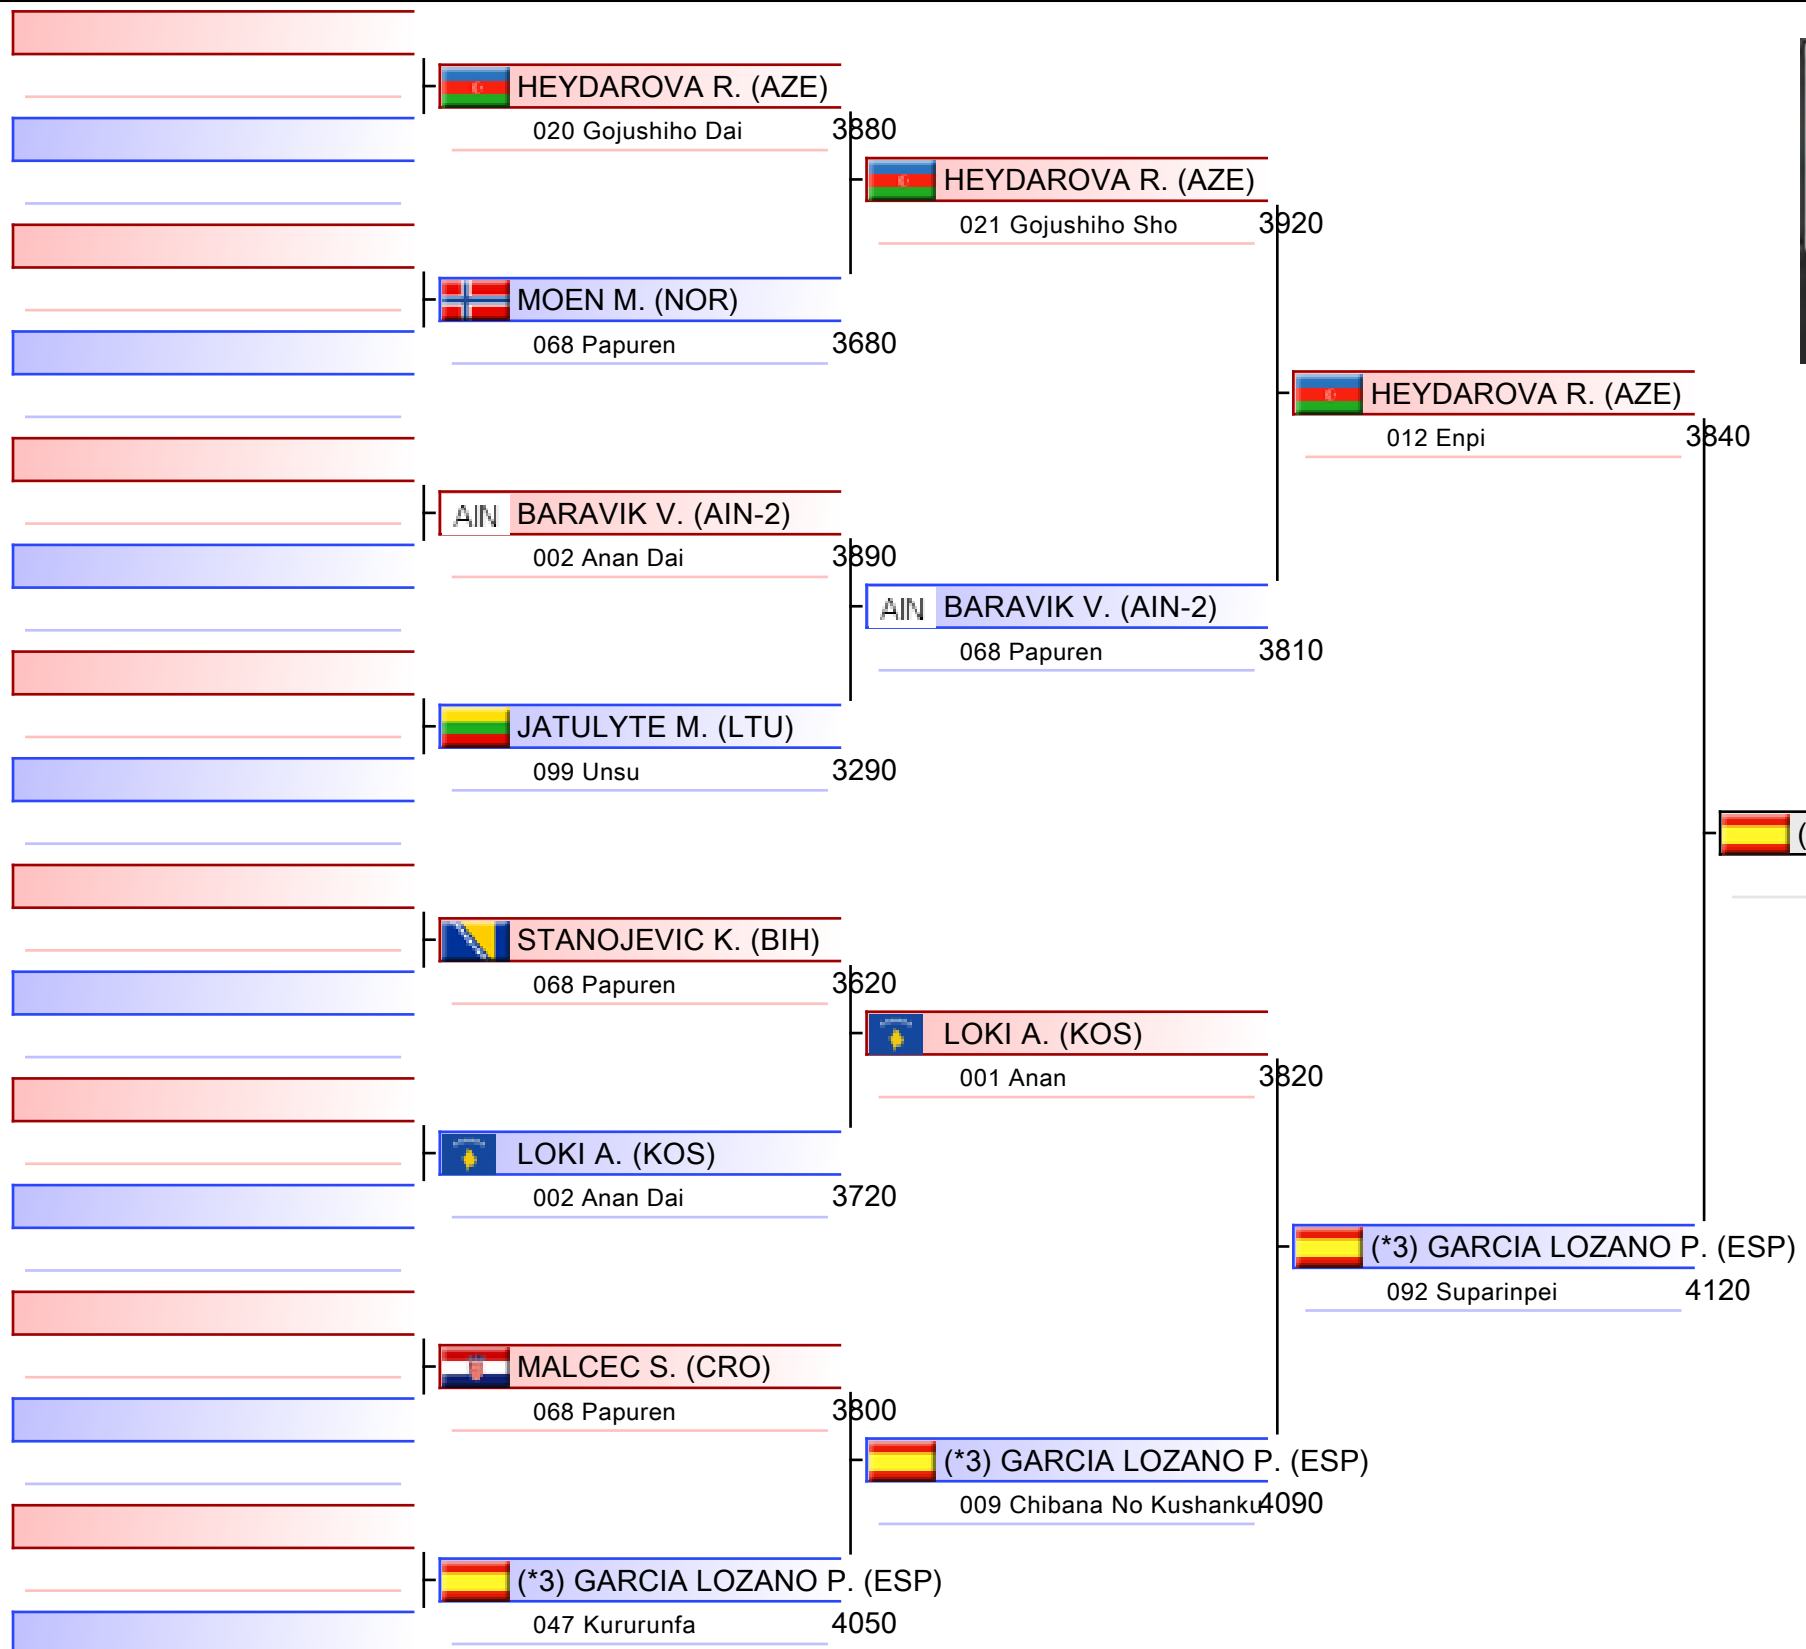 HEYDAROVA R. (AZE)
020 Gojushiho Dai 3880
MOEN M. (NOR)
068 Papuren 3680
AIN BARAVIK V. (AIN-2)
002 Anan Dai 3890
JATULYTE M. (LTU)
099 Unsu 3290
STANOJEVIC K. (BIH)
068 Papuren 3620
LOKI A. (KOS)
002 Anan Dai 3720
MALCEC S. (CRO)
068 Papuren 3800
(*3) GARCIA LOZANO P. (ESP)
047 Kururunfa 4050
HEYDAROVA R. (AZE)
021 Gojushiho Sho 3920
AIN BARAVIK V. (AIN-2)
068 Papuren 3810
LOKI A. (KOS)
001 Anan 3820
(*3) GARCIA LOZANO P. (ESP)
009 Chibana No Kushanku 4090
HEYDAROVA R. (AZE)
012 Enpi 3840
(*3) GARCIA LOZANO P. (ESP)
092 Suparinpei 4120
(